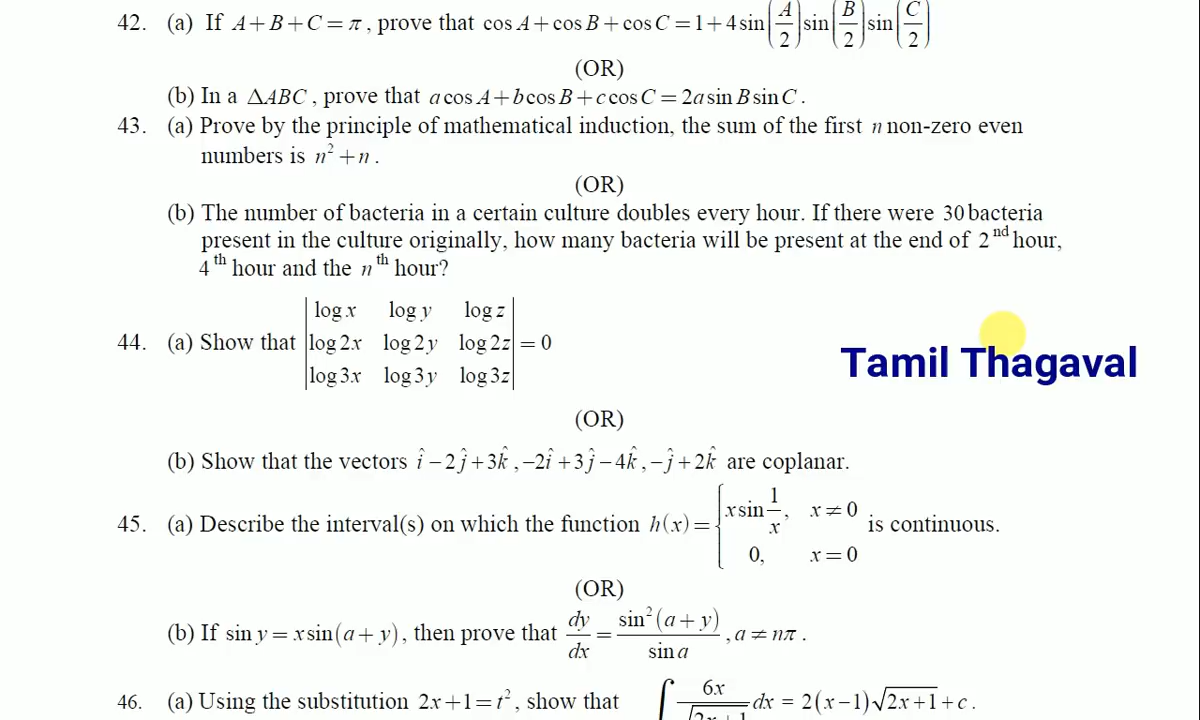 42. (a) If A+B+C=π, prove that cos A+cos B+cos C=1+4sin(A/2)sin(B/2)sin(C/2)
(OR)
(b) In a ΔABC, prove that a cos A+b cos B+c cos C=2a sin B sin C.
43. (a) Prove by the principle of mathematical induction, the sum of the first n non-zero even
numbers is n²+n.
(OR)
(b) The number of bacteria in a certain culture doubles every hour. If there were 30 bacteria
present in the culture originally, how many bacteria will be present at the end of 2nd hour,
4th hour and the nth hour?
44. (a) Show that |log x log y log z|
|log 2x log 2y log 2z| = 0
|log 3x log 3y log 3z|
Tamil Thagaval
(OR)
(b) Show that the vectors î−2ĵ+3k̂, −2î+3ĵ−4k̂, −ĵ+2k̂ are coplanar.
45. (a) Describe the interval(s) on which the function h(x)={x sin 1/x, x≠0
0, x=0 is continuous.
(OR)
(b) If sin y=x sin(a+y), then prove that dy/dx=sin²(a+y)/sin a, a≠nπ.
46. (a) Using the substitution 2x+1=t², show that ∫6x/√(2x+1) dx = 2(x−1)√(2x+1)+c.